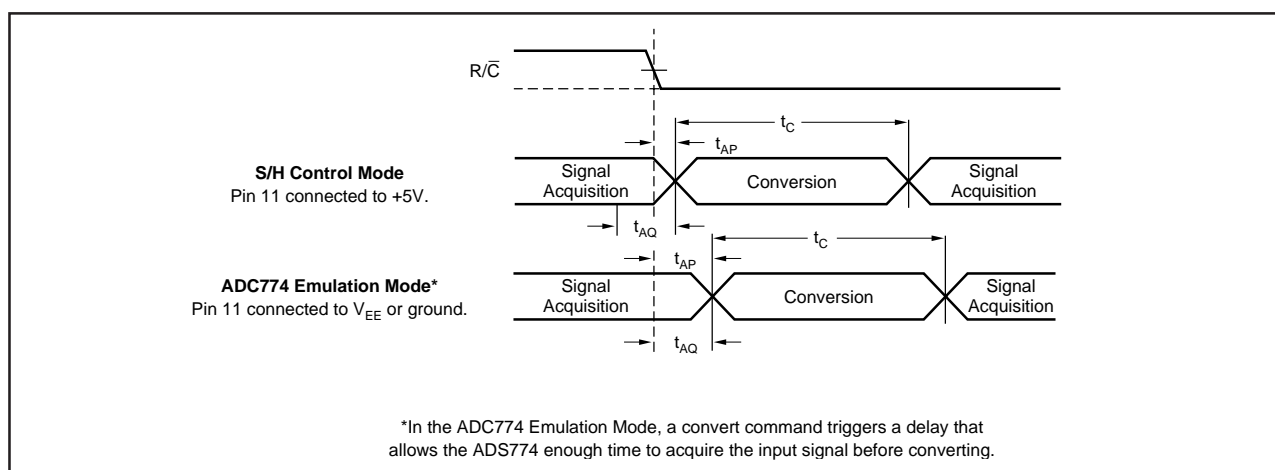 R/C̅
t_C
t_AP
S/H Control Mode
Pin 11 connected to +5V.
Signal Acquisition
Conversion
Signal Acquisition
t_AQ
t_C
t_AP
ADC774 Emulation Mode*
Pin 11 connected to V_EE or ground.
Signal Acquisition
Conversion
Signal Acquisition
t_AQ
*In the ADC774 Emulation Mode, a convert command triggers a delay that
allows the ADS774 enough time to acquire the input signal before converting.